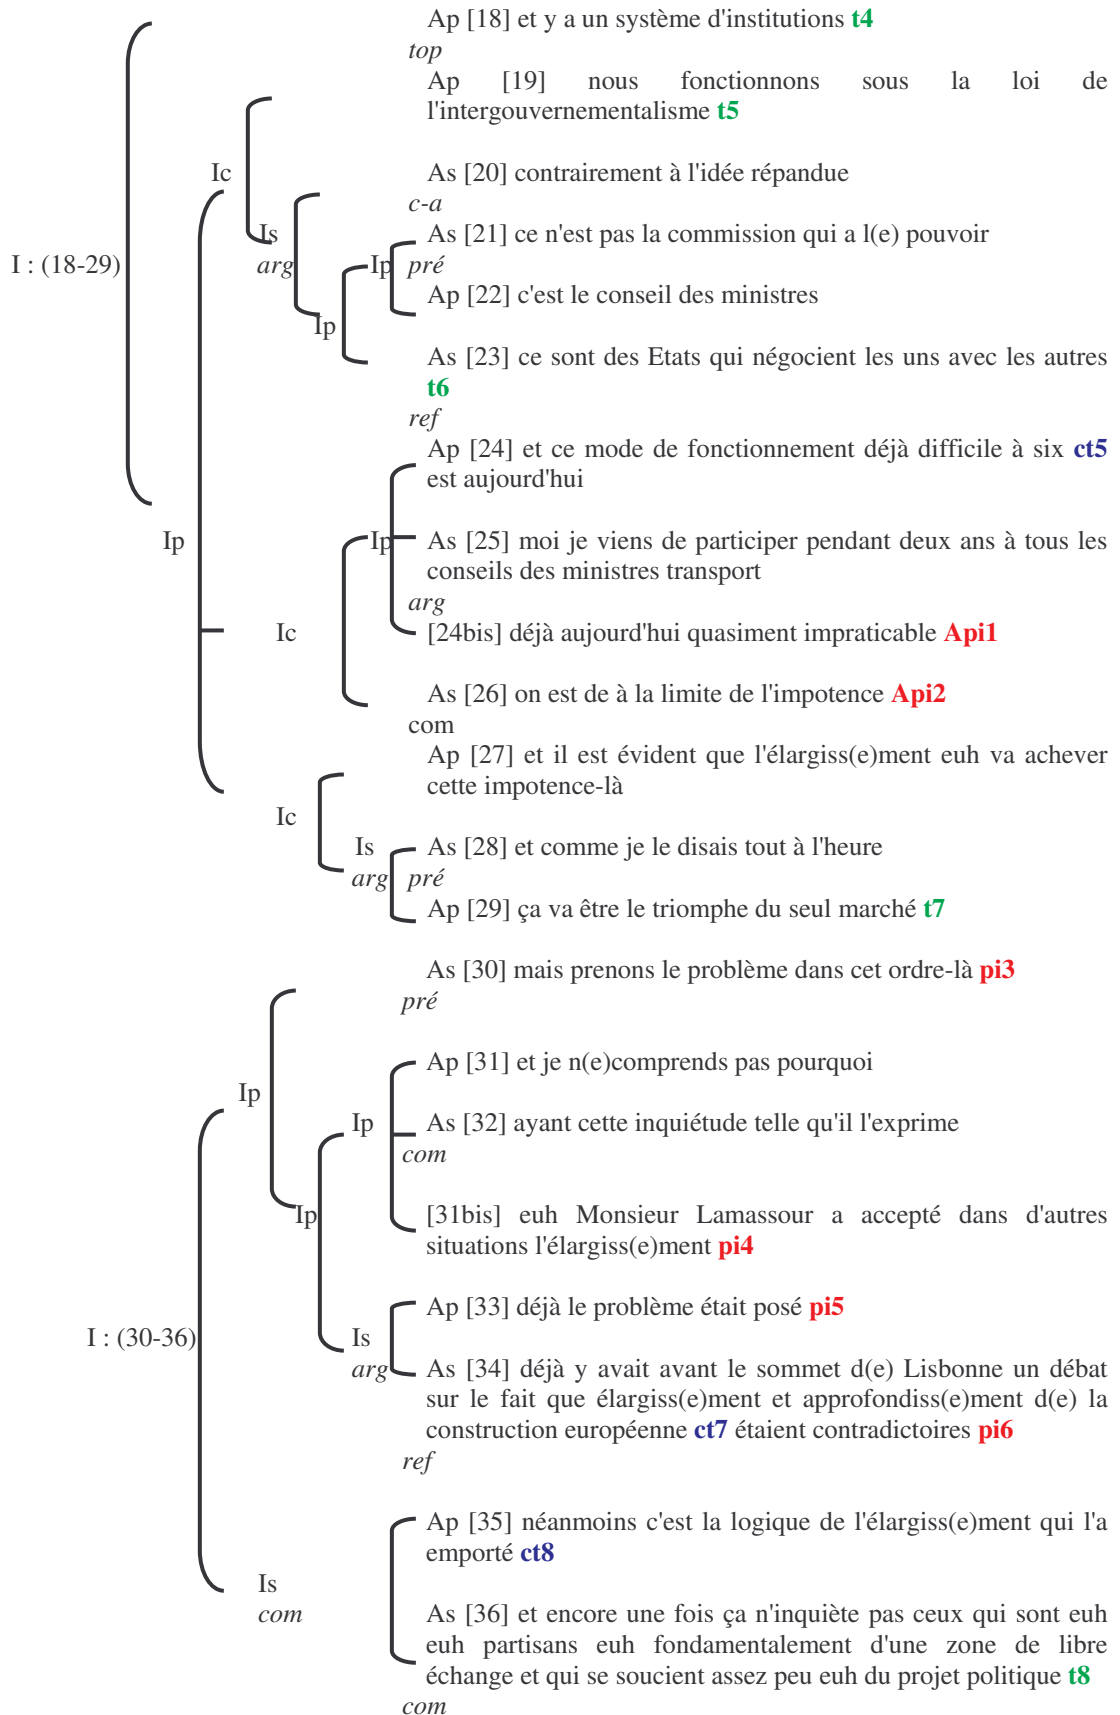 Ap [18] et y a un système d'institutions t4
top
Ap [19] nous fonctionnons sous la loi de
l'intergouvernementalisme t5
Ic
As [20] contrairement à l'idée répandue
c-a
Is
As [21] ce n'est pas la commission qui a l(e) pouvoir
I : (18-29)
arg
Ip
pré
Ap [22] c'est le conseil des ministres
Ip
As [23] ce sont des Etats qui négocient les uns avec les autres
t6
ref
Ap [24] et ce mode de fonctionnement déjà difficile à six ct5
est aujourd'hui
Ip
Ip
As [25] moi je viens de participer pendant deux ans à tous les
conseils des ministres transport
arg
Ic
[24bis] déjà aujourd'hui quasiment impraticable Api1
As [26] on est de à la limite de l'impotence Api2
com
Ap [27] et il est évident que l'élargiss(e)ment euh va achever
cette impotence-là
Ic
Is
As [28] et comme je le disais tout à l'heure
arg
pré
Ap [29] ça va être le triomphe du seul marché t7
As [30] mais prenons le problème dans cet ordre-là pi3
pré
Ap [31] et je n(e)comprends pas pourquoi
Ip
Ip
As [32] ayant cette inquiétude telle qu'il l'exprime
com
Ip
[31bis] euh Monsieur Lamassour a accepté dans d'autres
situations l'élargiss(e)ment pi4
Ap [33] déjà le problème était posé pi5
I : (30-36)
Is
arg
As [34] déjà y avait avant le sommet d(e) Lisbonne un débat
sur le fait que élargiss(e)ment et approfondiss(e)ment d(e) la
construction européenne ct7 étaient contradictoires pi6
ref
Ap [35] néanmoins c'est la logique de l'élargiss(e)ment qui l'a
emporté ct8
Is
com
As [36] et encore une fois ça n'inquiète pas ceux qui sont euh
euh partisans euh fondamentalement d'une zone de libre
échange et qui se soucient assez peu euh du projet politique t8
com